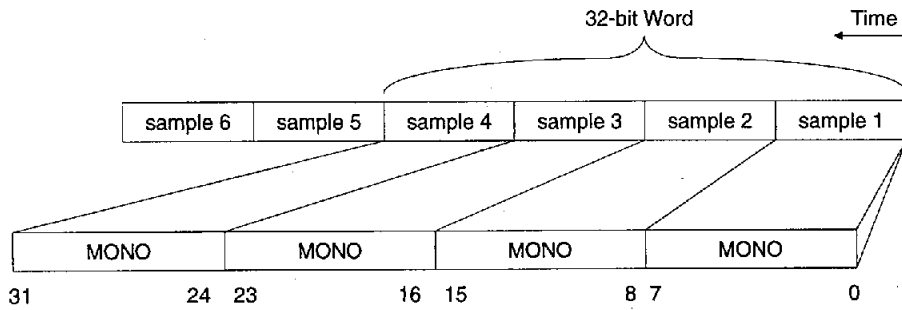 32-bit Word Time
sample 6 sample 5 sample 4 sample 3 sample 2 sample 1
MONO MONO MONO MONO
31 24 23 16 15 8 7 0